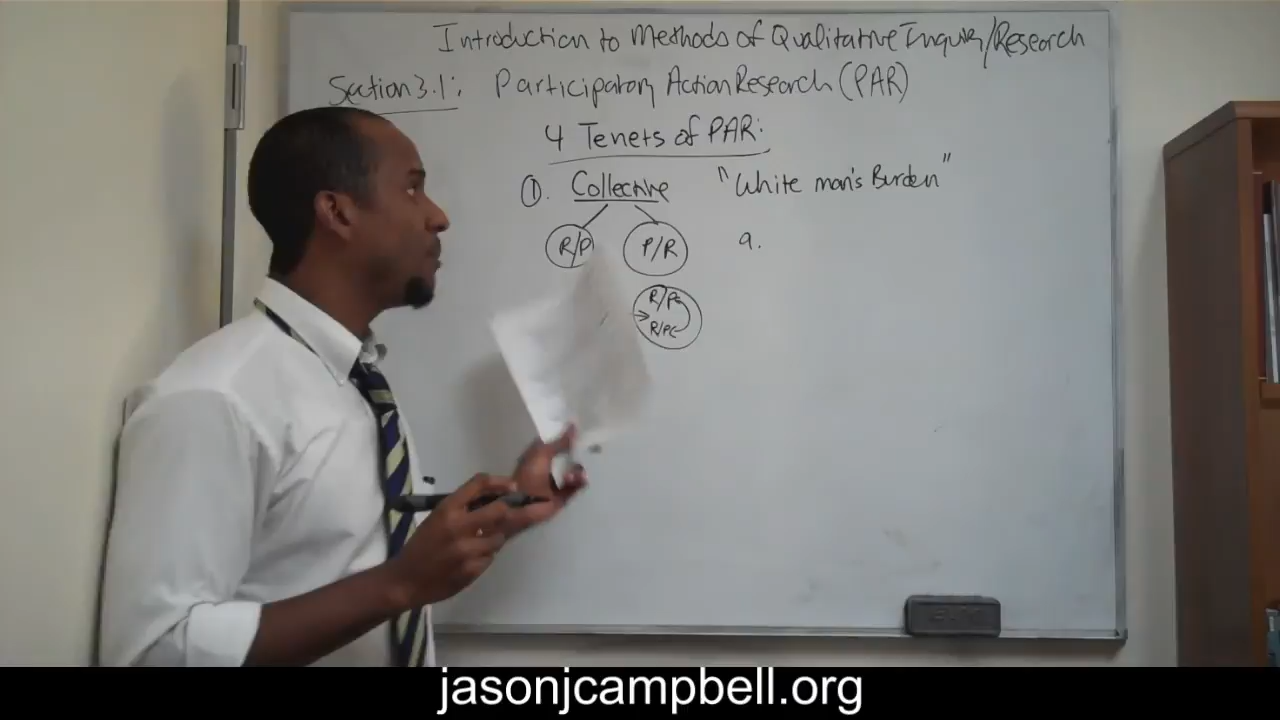 Introduction to Methods of Qualitative Inquiry/Research
Section 3.1: Participatory Action Research (PAR)
4 Tenets of PAR:
①. Collective "White man's Burden"
R/P P/R a.
R/PC
R/PC
jasonjcampbell.org